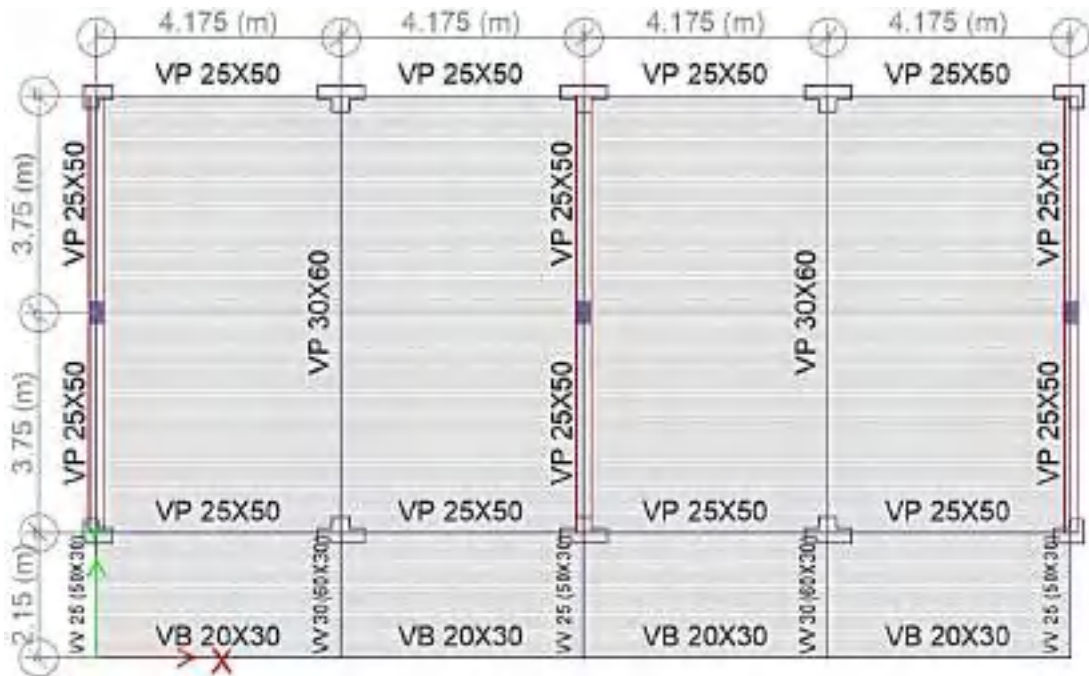 4.175 (m) 4.175 (m) 4.175 (m) 4.175 (m)
VP 25X50 VP 25X50 VP 25X50 VP 25X50
3.75 (m)
VP 25X50
VP 25X50
VP 25X50
VP 30X60
VP 30X60
3.75 (m)
VP 25X50
VP 25X50
VP 25X50
VP 25X50 VP 25X50 VP 25X50 VP 25X50
2.15 (m)
VV 25 (50X30)
VV 30 (60X30)
VV 25 (50X30)
VV 30 (60X30)
VV 25 (50X30)
VB 20X30 VB 20X30 VB 20X30 VB 20X30
X